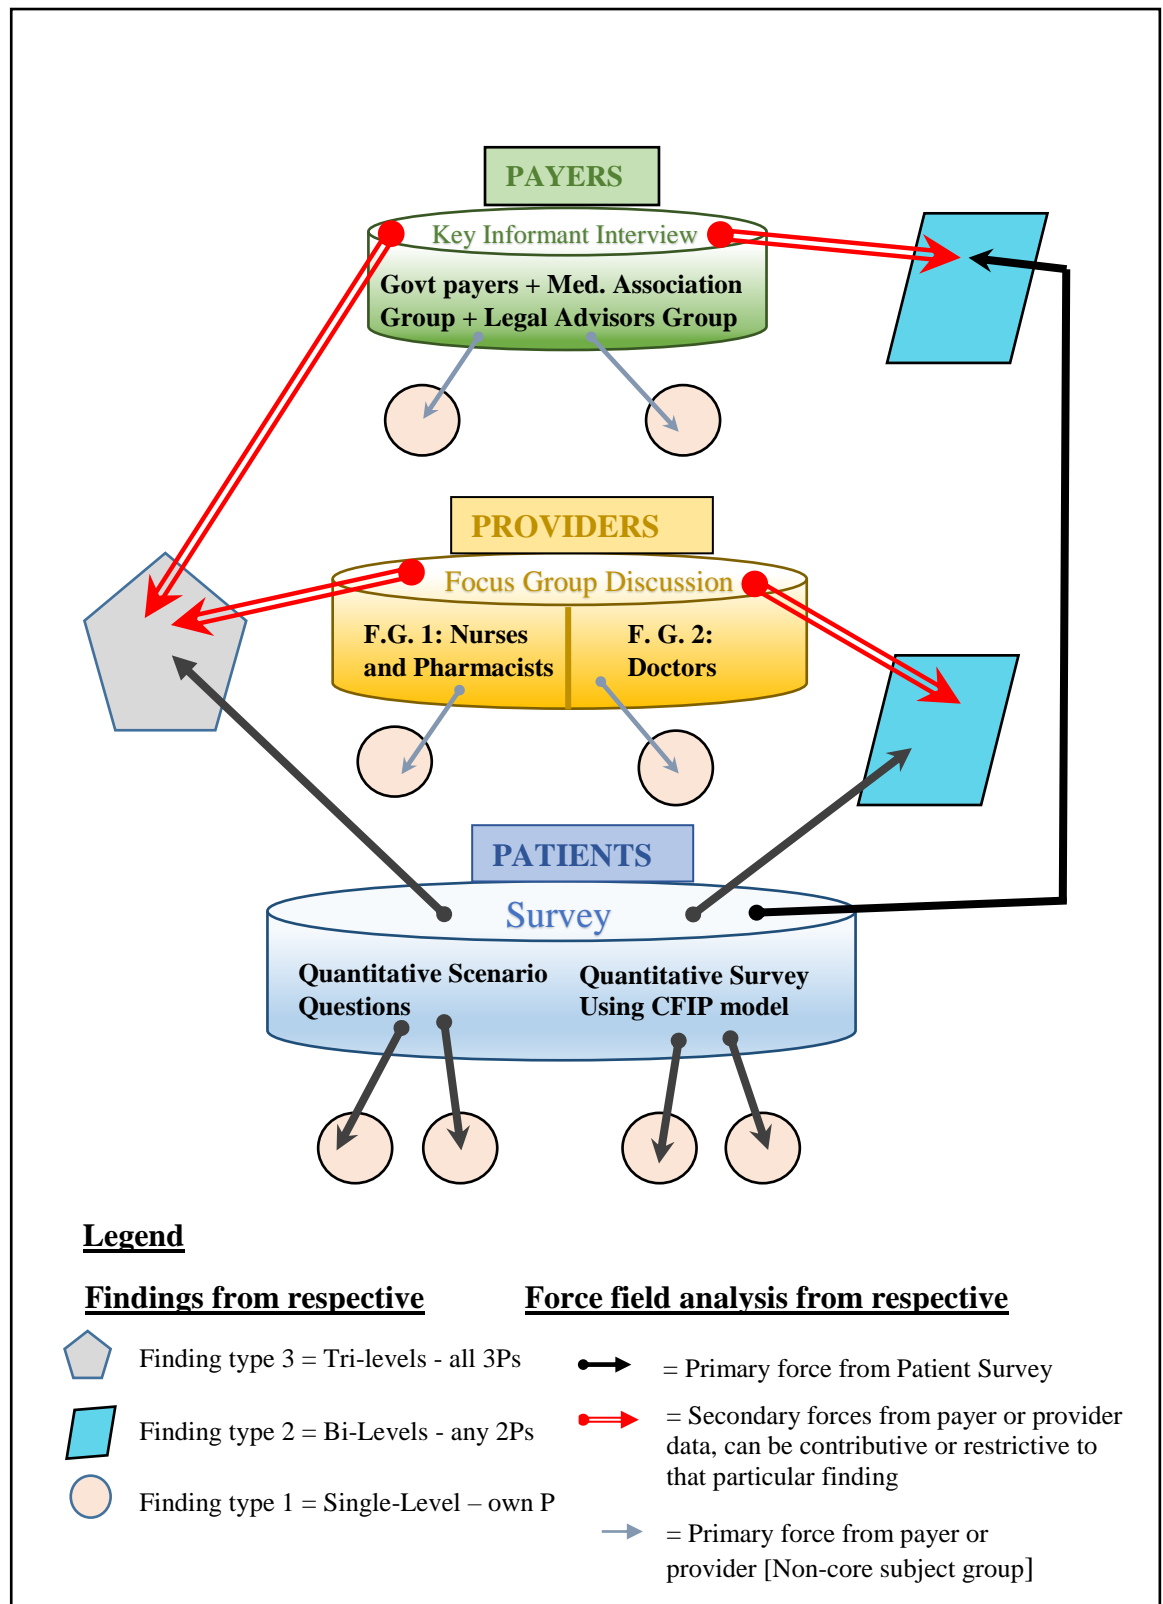 PAYERS
Key Informant Interview
Govt payers + Med. Association
Group + Legal Advisors Group
PROVIDERS
Focus Group Discussion
F.G. 1: Nurses
and Pharmacists
F. G. 2:
Doctors
PATIENTS
Survey
Quantitative Scenario
Questions
Quantitative Survey
Using CFIP model
Legend
Findings from respective
Finding type 3 = Tri-levels - all 3Ps
Finding type 2 = Bi-Levels - any 2Ps
Finding type 1 = Single-Level – own P
Force field analysis from respective
= Primary force from Patient Survey
= Secondary forces from payer or provider
data, can be contributive or restrictive to
that particular finding
= Primary force from payer or
provider [Non-core subject group]